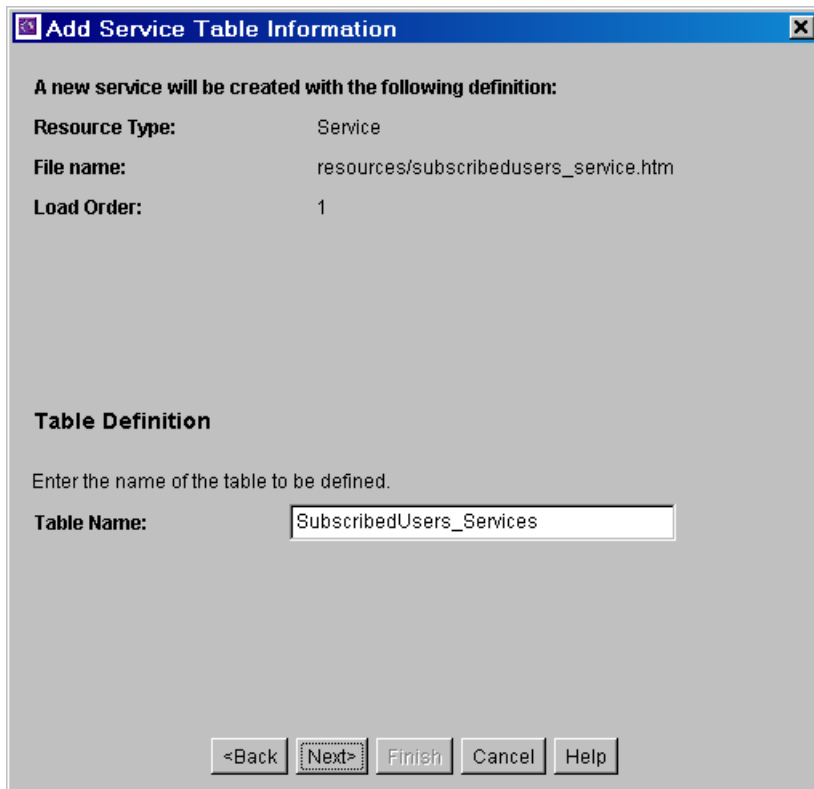 Add Service Table Information
A new service will be created with the following definition:
Resource Type: Service
File name: resources/subscribedusers_service.htm
Load Order: 1
Table Definition
Enter the name of the table to be defined.
Table Name: SubscribedUsers_Services
<Back Next> Finish Cancel Help